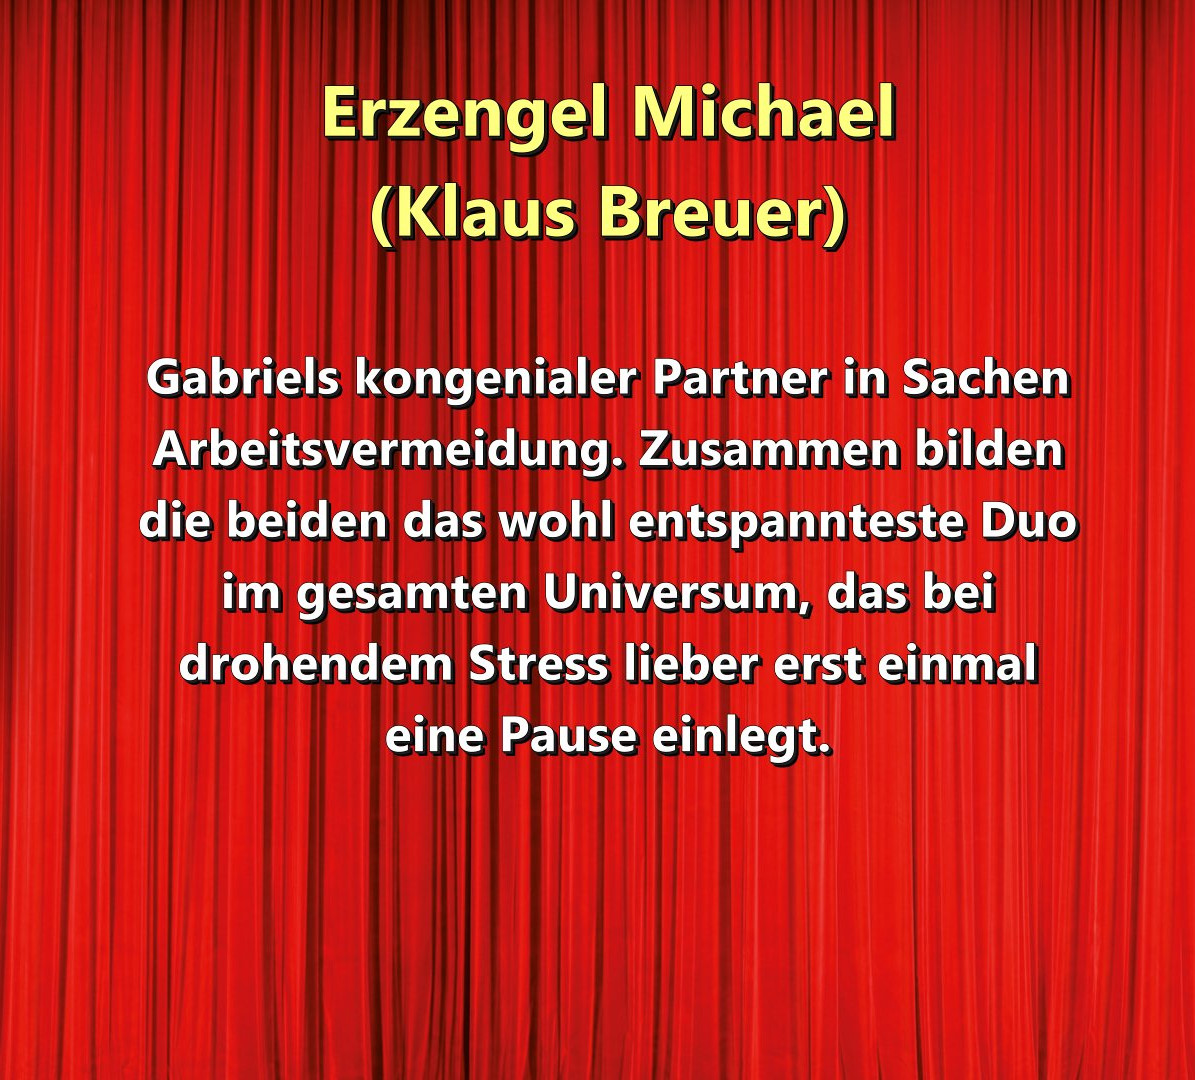 Erzengel Michael
(Klaus Breuer)
Gabriels kongenialer Partner in Sachen
Arbeitsvermeidung. Zusammen bilden
die beiden das wohl entspannteste Duo
im gesamten Universum, das bei
drohendem Stress lieber erst einmal
eine Pause einlegt.